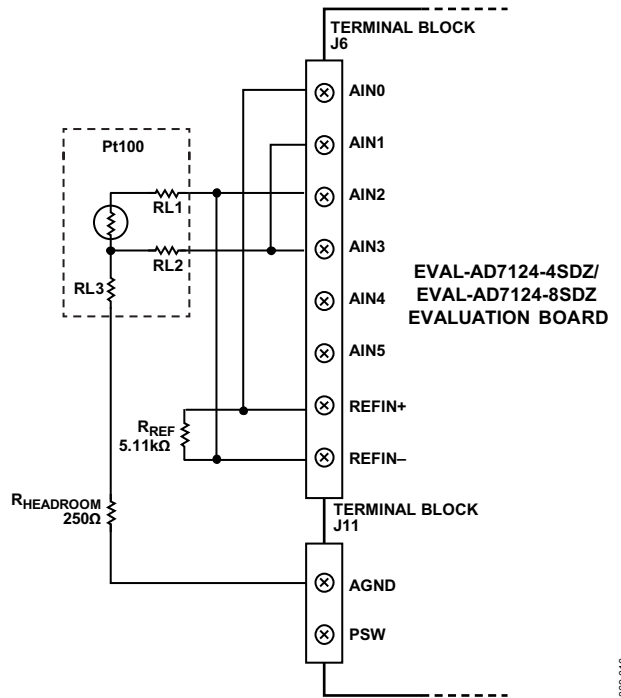 TERMINAL BLOCK
J6
AIN0
AIN1
Pt100
RL1
AIN2
RL2
AIN3
RL3
AIN4
EVAL-AD7124-4SDZ/
EVAL-AD7124-8SDZ
EVALUATION BOARD
AIN5
REFIN+
RREF
5.11kΩ
REFIN–
RHEADROOM
250Ω
TERMINAL BLOCK
J11
AGND
PSW